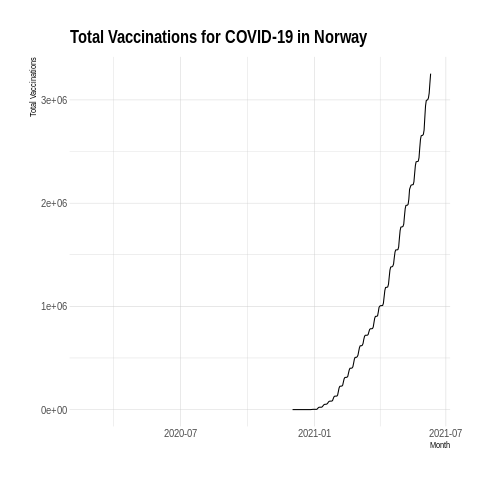 Total Vaccinations for COVID-19 in Norway
Total Vaccinations
3e+06
2e+06
1e+06
0e+00
2020-07
2021-01
2021-07
Month